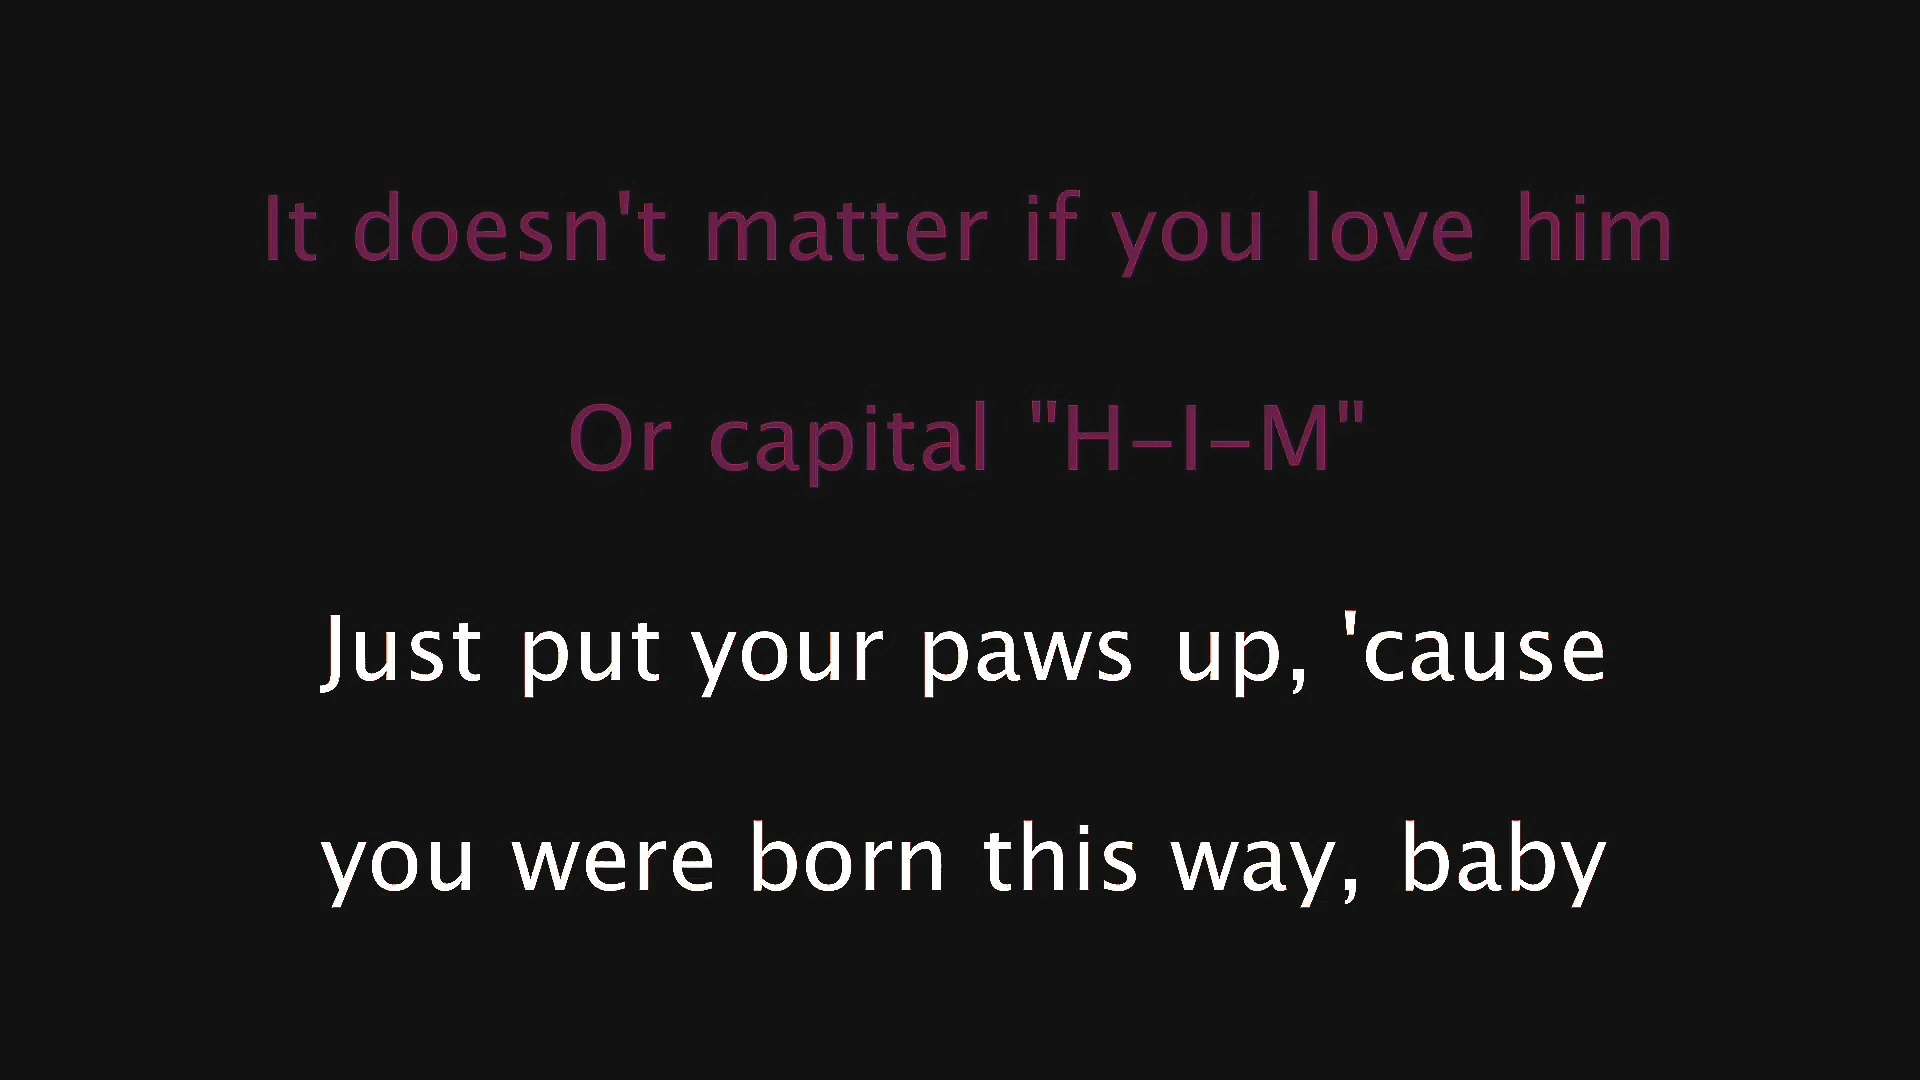 It doesn't matter if you love him
Or capital "H-I-M"
Just put your paws up, 'cause
you were born this way, baby